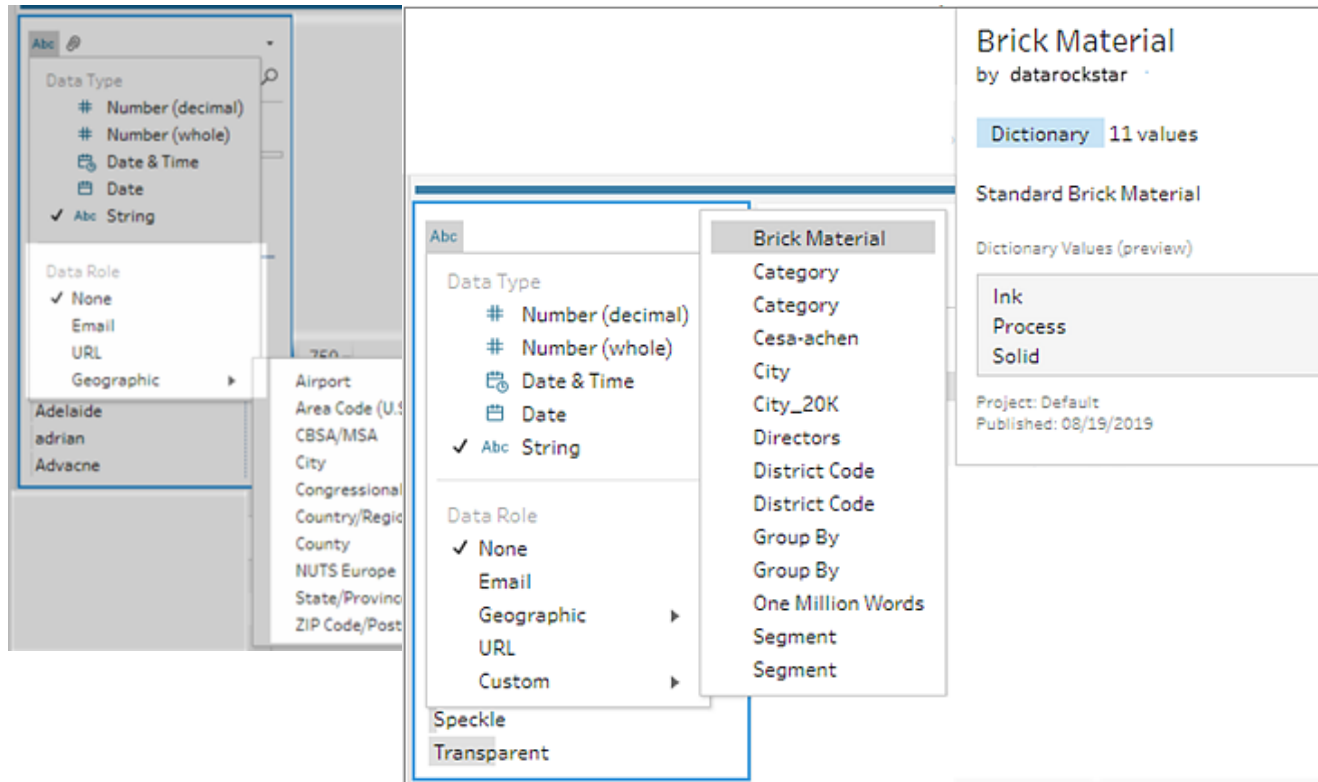 Abc
Data Type
# Number (decimal)
# Number (whole)
Date & Time
Date
✓ Abc String
Data Role
✓ None
Email
URL
Geographic
Adelaide
adrian
Advacne
Airport
Area Code (U.S
CBSA/MSA
City
Congressional
Country/Regio
County
NUTS Europe
State/Provinc
ZIP Code/Post
Abc
Data Type
# Number (decimal)
# Number (whole)
Date & Time
Date
✓ Abc String
Data Role
✓ None
Email
Geographic
URL
Custom
Speckle
Transparent
Brick Material
Category
Category
Cesa-achen
City
City_20K
Directors
District Code
District Code
Group By
Group By
One Million Words
Segment
Segment
Brick Material
by datarockstar
Dictionary 11 values
Standard Brick Material
Dictionary Values (preview)
Ink
Process
Solid
Project: Default
Published: 08/19/2019